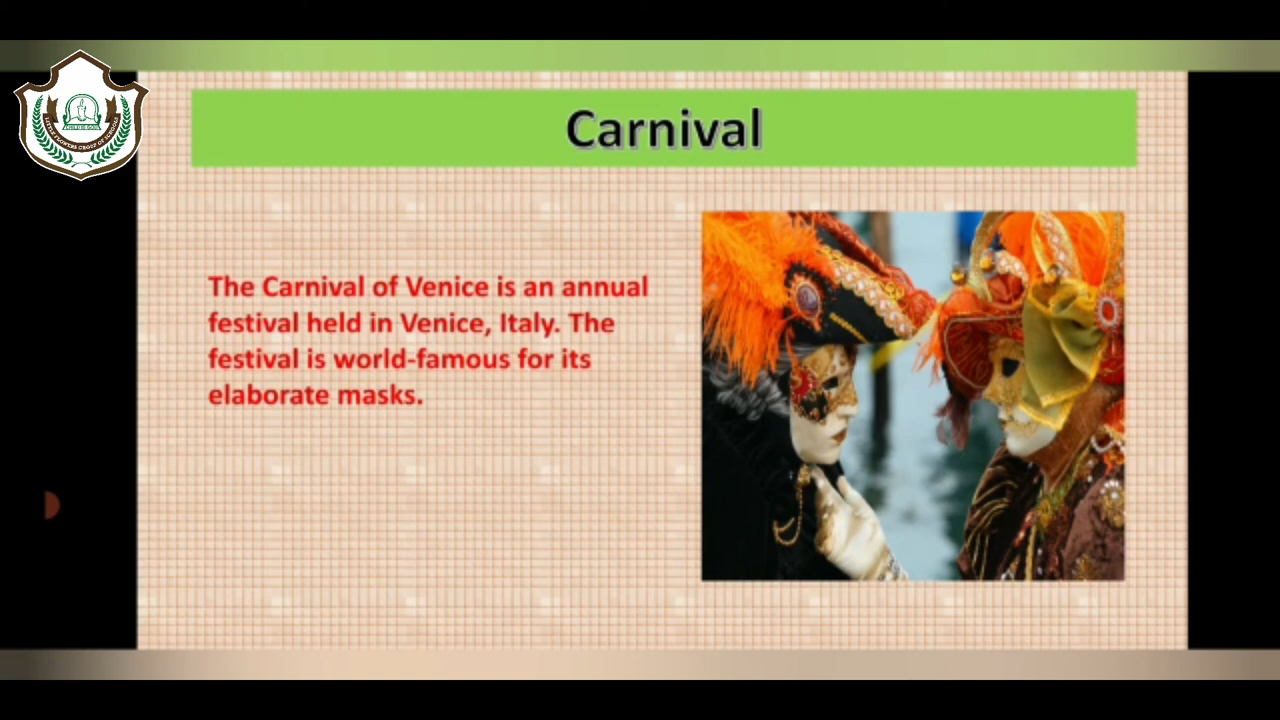 Carnival
The Carnival of Venice is an annual
festival held in Venice, Italy. The
festival is world-famous for its
elaborate masks.